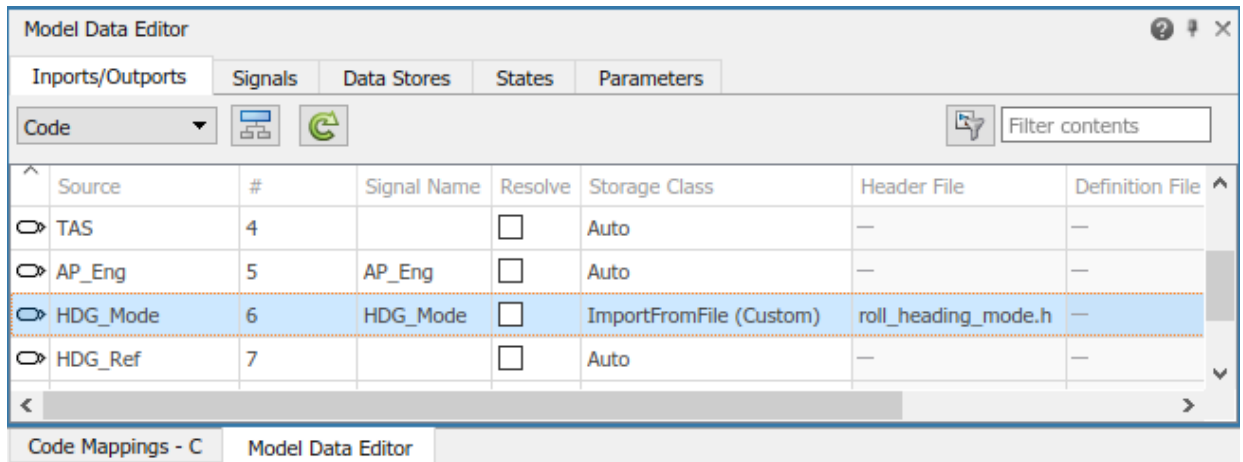 Model Data Editor
Inports/Outports Signals Data Stores States Parameters
Code Filter contents
Source # Signal Name Resolve Storage Class Header File Definition File
TAS 4 Auto — —
AP_Eng 5 AP_Eng Auto — —
HDG_Mode 6 HDG_Mode ImportFromFile (Custom) roll_heading_mode.h —
HDG_Ref 7 Auto — —
Code Mappings - C Model Data Editor